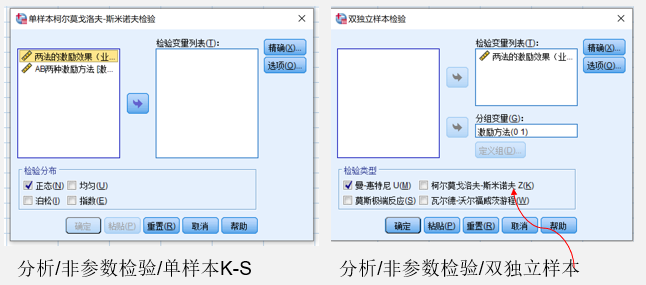 单样本柯尔莫戈洛夫-斯米诺夫检验
检验变量列表(T):
两法的激励效果（业...
AB两种激励方法 [激...
精确(X)...
选项(O)...
检验分布
正态(N) 均匀(U)
泊松(I) 指数(E)
确定 粘贴(P) 重置(R) 取消 帮助
分析/非参数检验/单样本K-S
双独立样本检验
检验变量列表(T):
两法的激励效果（业...
精确(X)...
选项(O)...
分组变量(G):
激励方法(0 1)
定义组(D)...
检验类型
曼-惠特尼 U(M) 柯尔莫戈洛夫-斯米诺夫 Z(K)
莫斯极端反应(S) 瓦尔德-沃尔福威茨游程(W)
确定 粘贴(P) 重置(R) 取消 帮助
分析/非参数检验/双独立样本